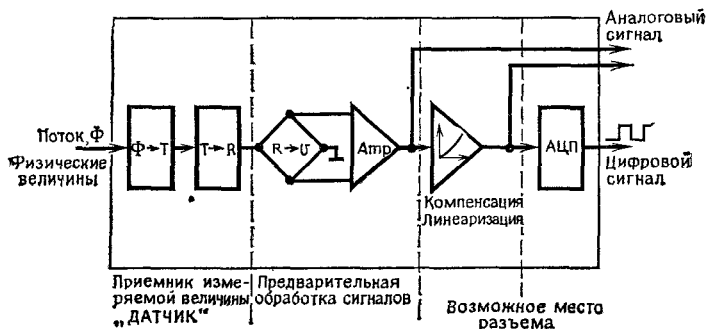 Аналоговый
сигнал
Поток, Ф
Физические
величины
Ф→T
T→R
R→U
Amp
АЦП
Цифровой
сигнал
Компенсация
Линеаризация
Приемник изме-
ряемой величины
„ДАТЧИК“
Предварительная
обработка сигналов
Возможное место
разъема